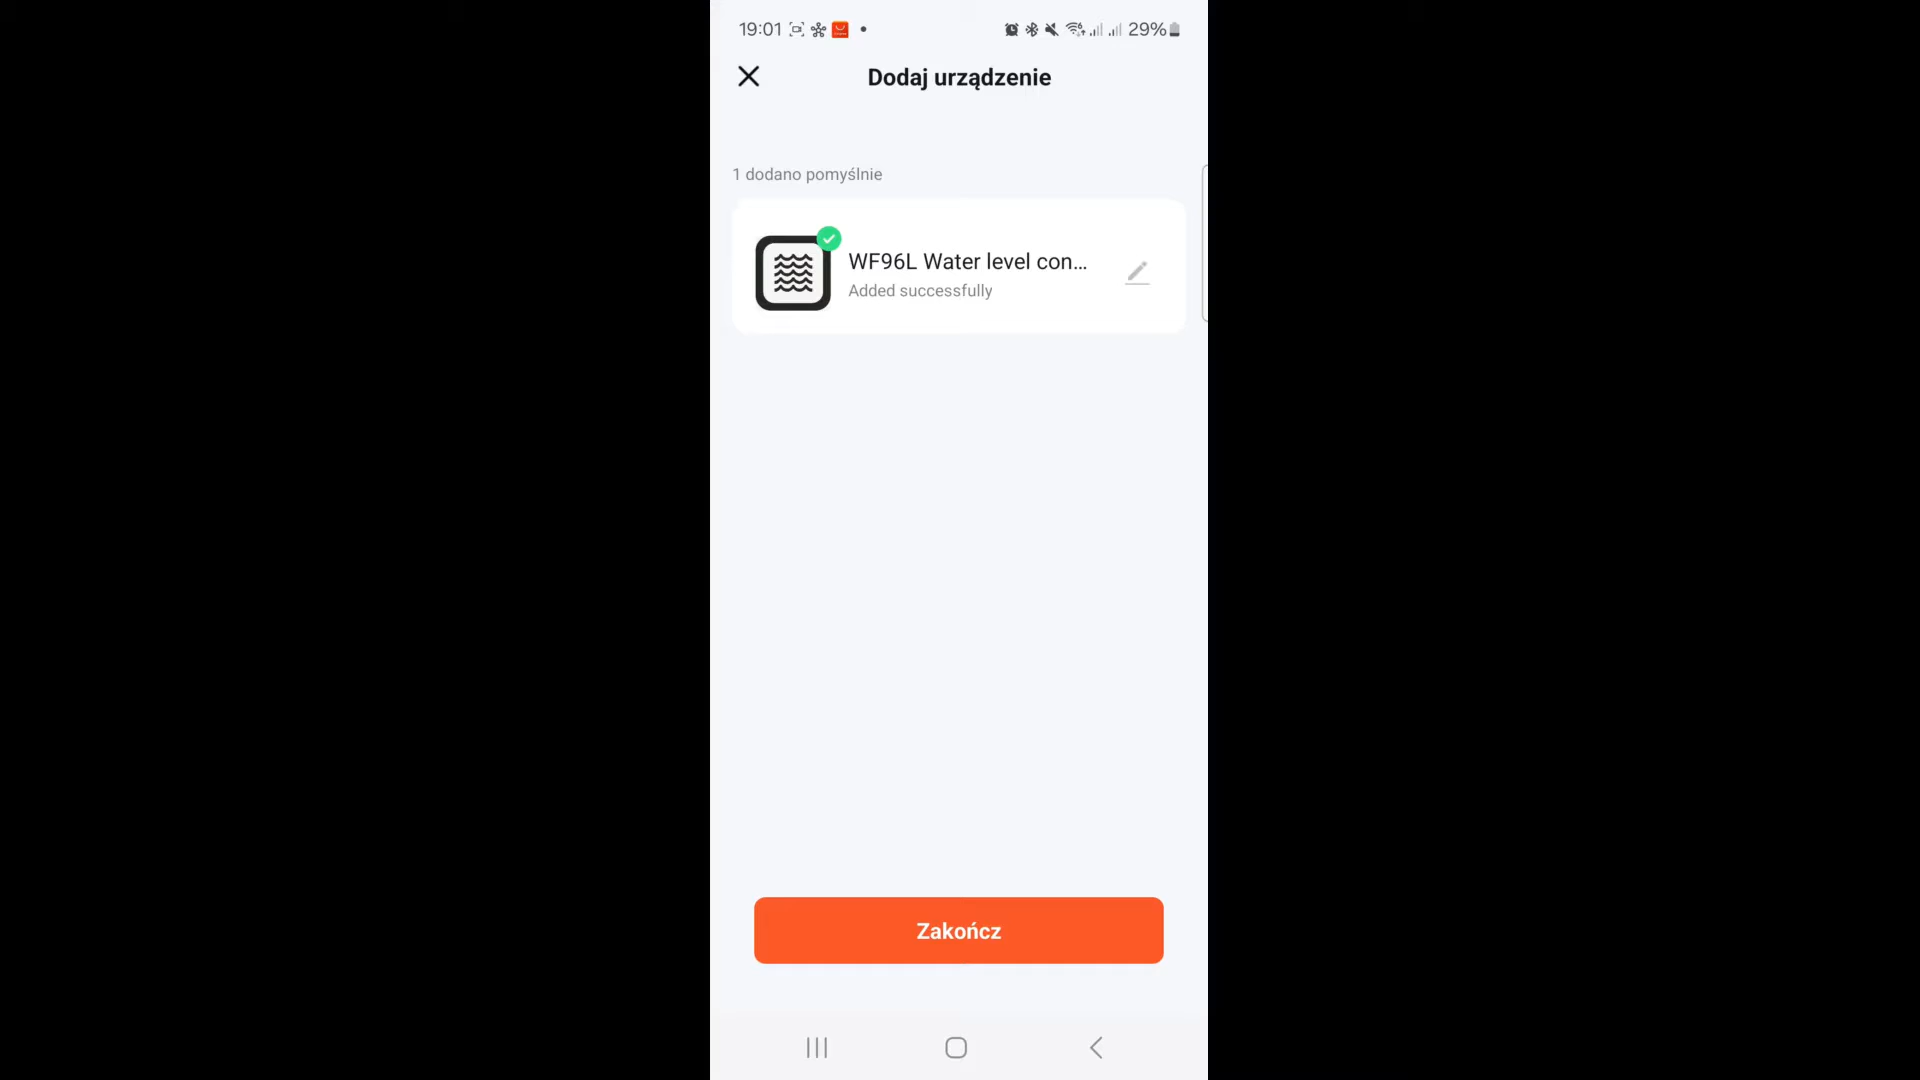 19:01 29%
Dodaj urządzenie
1 dodano pomyślnie
WF96L Water level con...
Added successfully
Zakończ